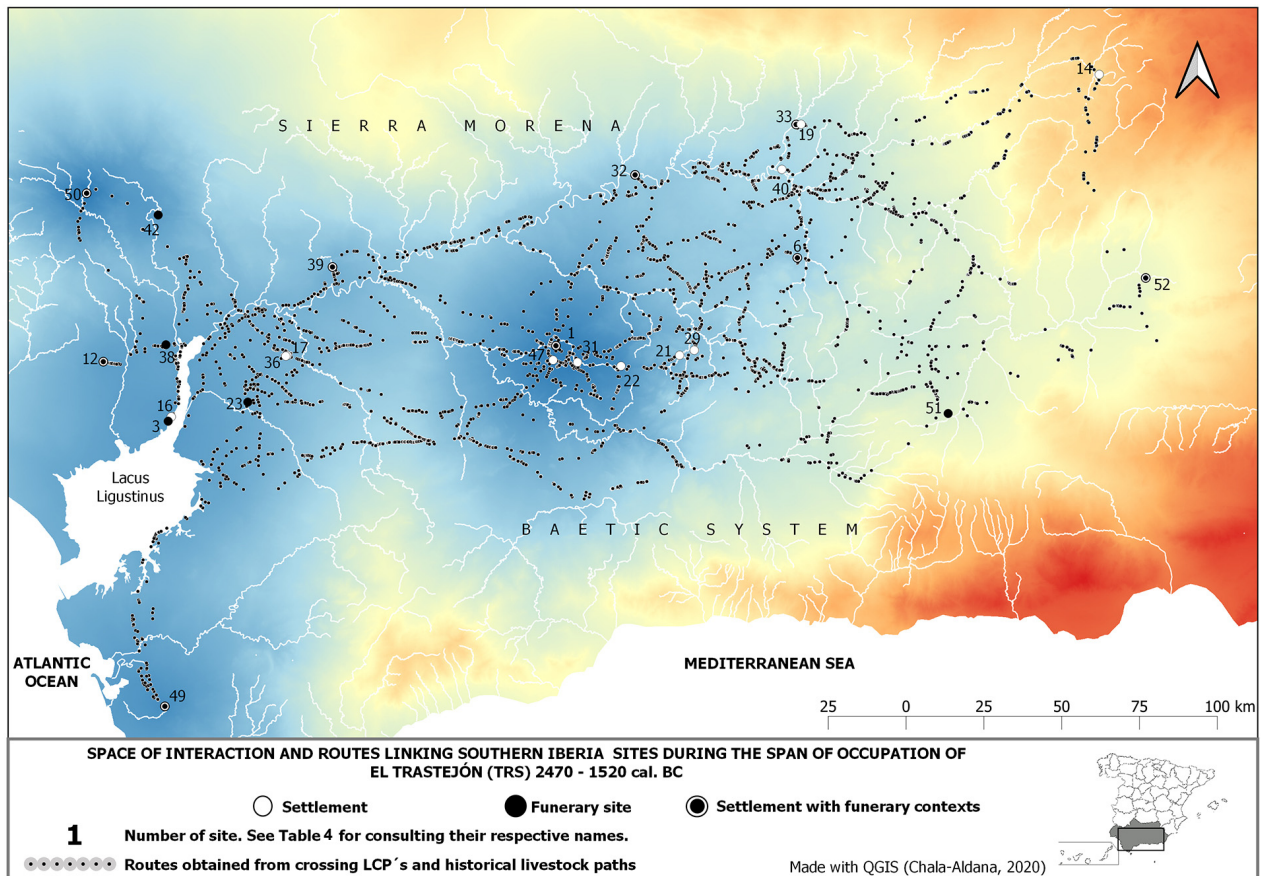 14
SIERRA MORENA
33
19
32
40
50
42
39
6
52
1
17
36
47
31
21
29
22
12
38
23
16
3
51
Lacus
Ligustinus
BAETIC SYSTEM
ATLANTIC
OCEAN
MEDITERRANEAN SEA
49
25 0 25 50 75 100 km
SPACE OF INTERACTION AND ROUTES LINKING SOUTHERN IBERIA SITES DURING THE SPAN OF OCCUPATION OF
EL TRASTEJÓN (TRS) 2470 - 1520 cal. BC
Settlement
Funerary site
Settlement with funerary contexts
1 Number of site. See Table 4 for consulting their respective names.
Routes obtained from crossing LCP´s and historical livestock paths
Made with QGIS (Chala-Aldana, 2020)